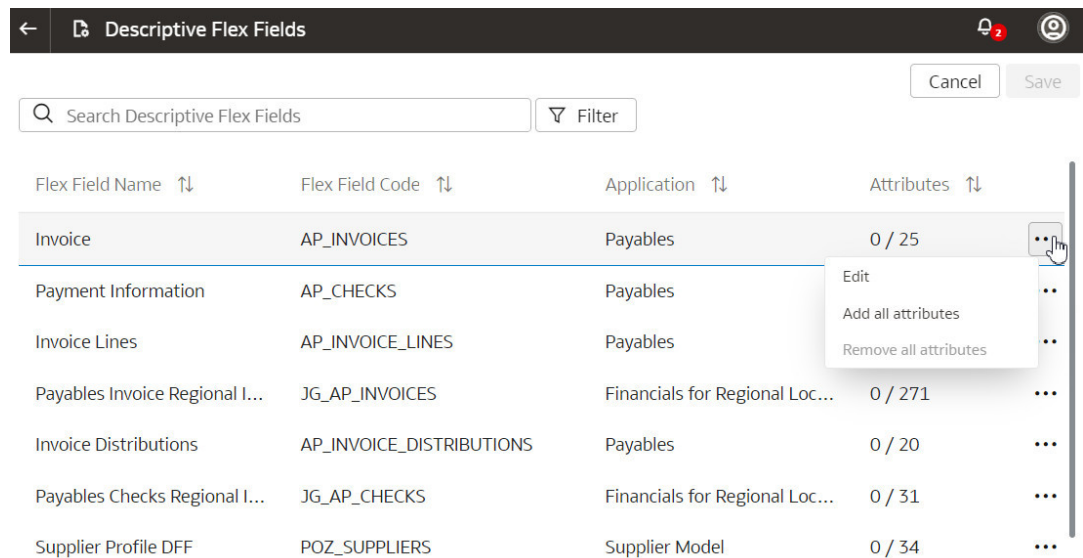 Descriptive Flex Fields 2
Cancel Save
Search Descriptive Flex Fields Filter
Flex Field Name Flex Field Code Application Attributes
Invoice AP_INVOICES Payables 0 / 25
Payment Information AP_CHECKS Payables
Edit
Add all attributes
Remove all attributes
Invoice Lines AP_INVOICE_LINES Payables
Payables Invoice Regional I... JG_AP_INVOICES Financials for Regional Loc... 0 / 271
Invoice Distributions AP_INVOICE_DISTRIBUTIONS Payables 0 / 20
Payables Checks Regional I... JG_AP_CHECKS Financials for Regional Loc... 0 / 31
Supplier Profile DFF POZ_SUPPLIERS Supplier Model 0 / 34